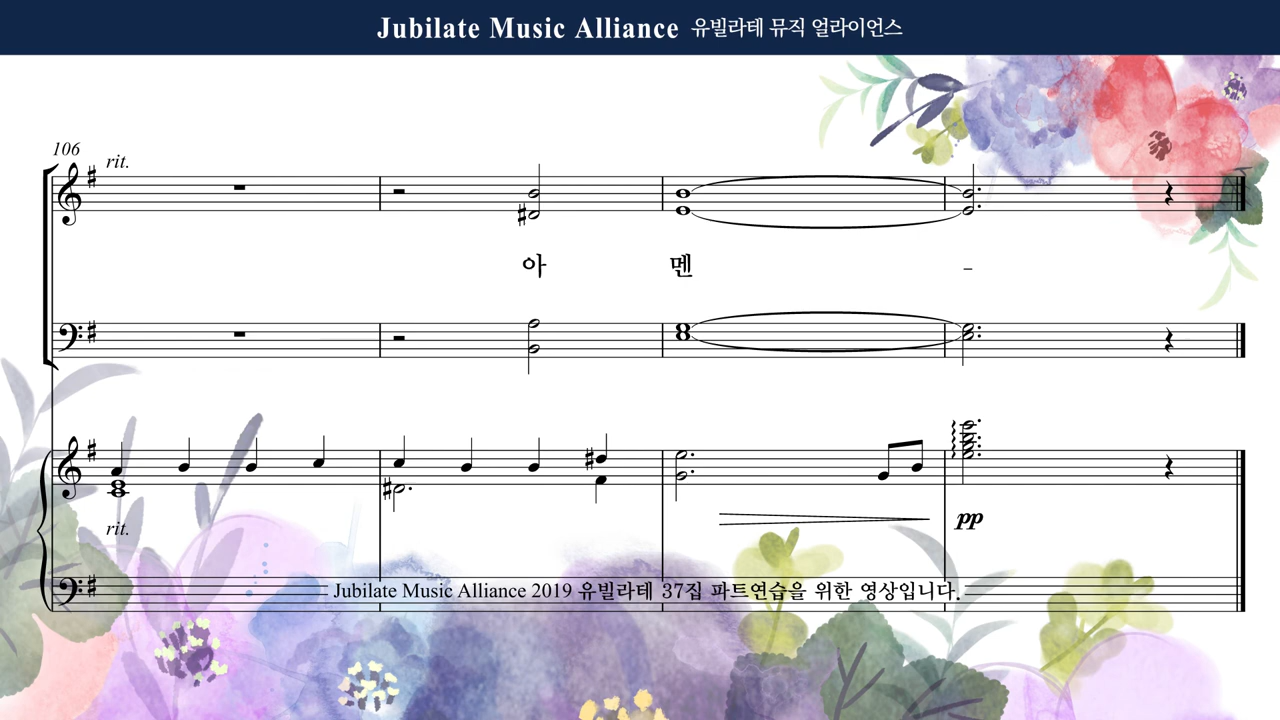 Jubilate Music Alliance 유빌라테 뮤직 얼라이언스
106
rit.
아 멘 -
rit.
pp
Jubilate Music Alliance 2019 유빌라테 37집 파트연습을 위한 영상입니다.